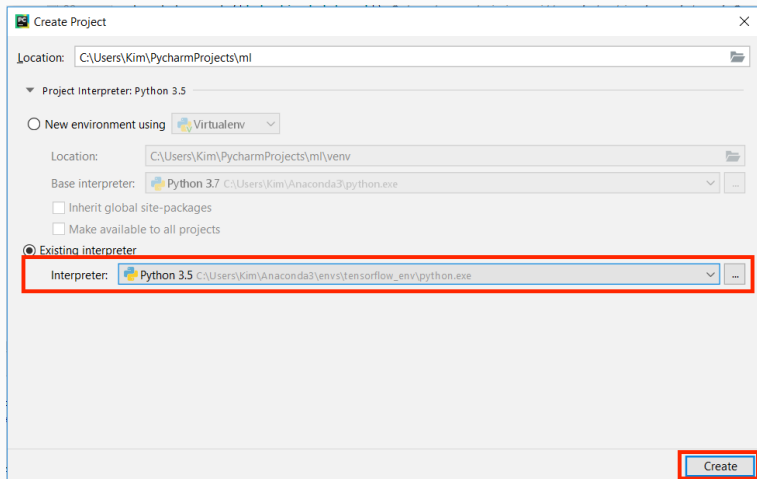 Create Project
Location: C:\Users\Kim\PycharmProjects\ml
Project Interpreter: Python 3.5
New environment using Virtualenv
Location: C:\Users\Kim\PycharmProjects\ml\venv
Base interpreter: Python 3.7 C:\Users\Kim\Anaconda3\python.exe ...
Inherit global site-packages
Make available to all projects
Existing interpreter
Interpreter: Python 3.5 C:\Users\Kim\Anaconda3\envs\tensorflow_env\python.exe ...
Create